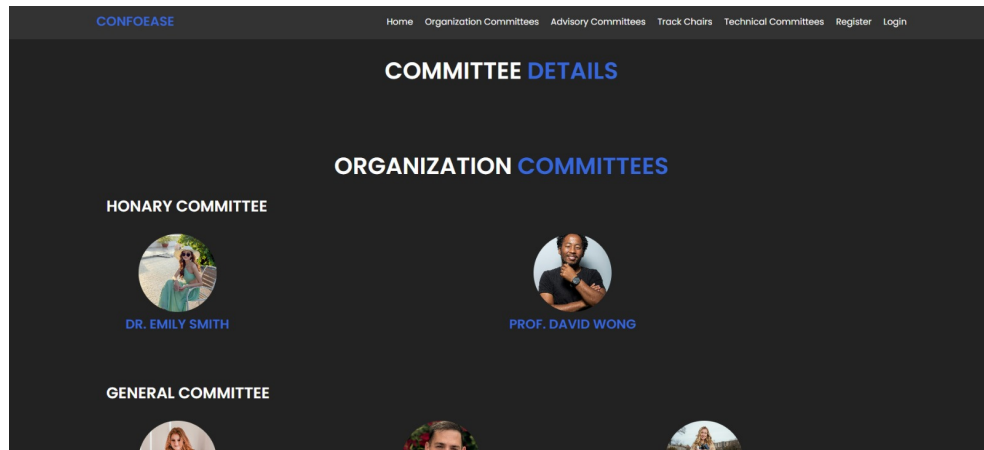 CONFOEASE Home Organization Committees Advisory Committees Track Chairs Technical Committees Register Login
COMMITTEE DETAILS
ORGANIZATION COMMITTEES
HONARY COMMITTEE
DR. EMILY SMITH PROF. DAVID WONG
GENERAL COMMITTEE